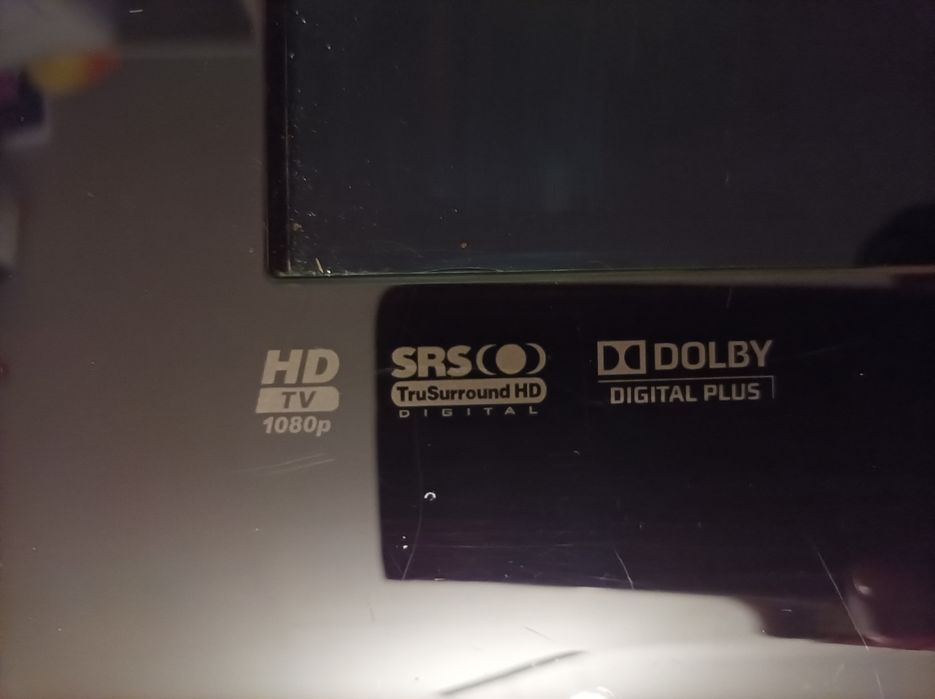 HD
TV
1080p
SRS
TruSurround HD
DIGITAL
DOLBY
DIGITAL PLUS